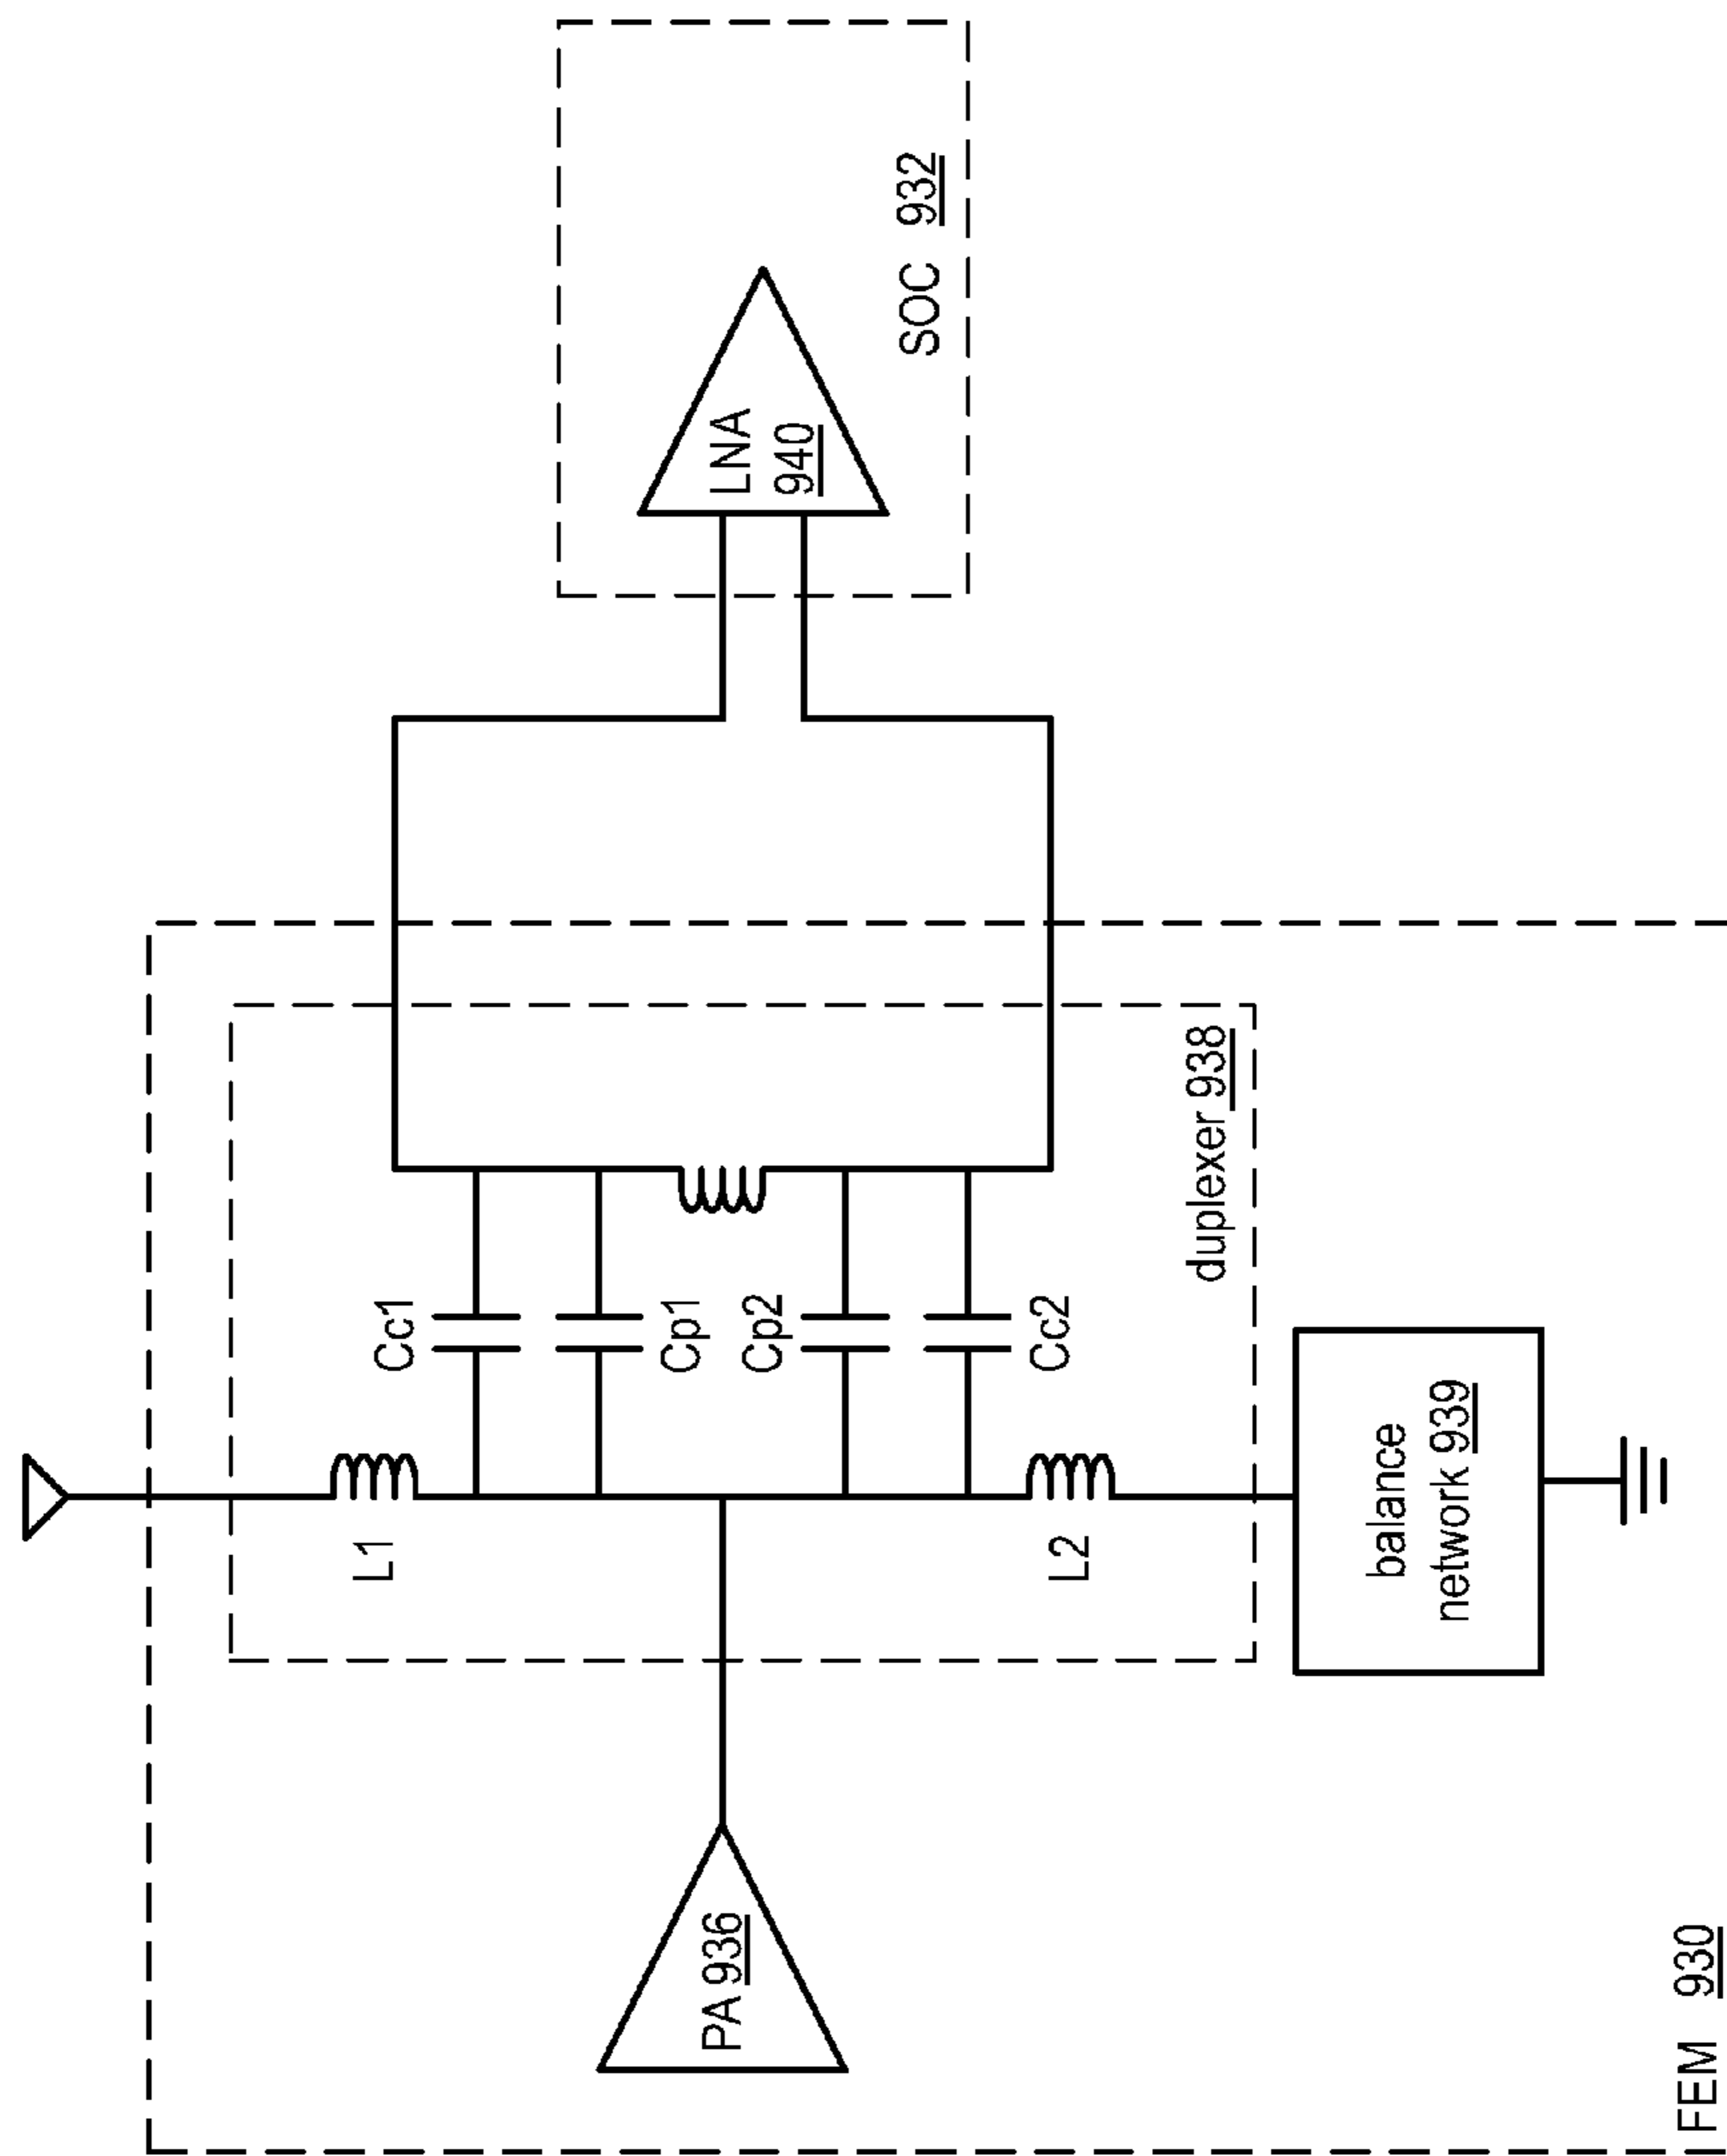 FEM 930
PA 936
L1
L2
balance
network 939
Cc1
Cp1
Cp2
Cc2
duplexer 938
LNA
940
SOC 932